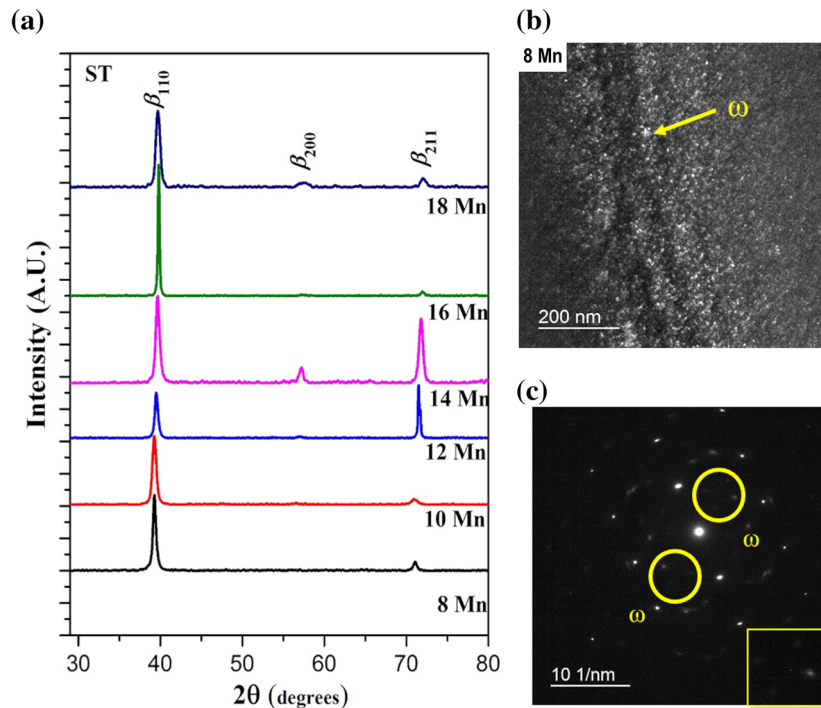 (a)
ST
β110
β200
β211
18 Mn
16 Mn
14 Mn
12 Mn
10 Mn
8 Mn
Intensity (A.U.)
30 40 50 60 70 80
2θ (degrees)
(b)
8 Mn
ω
200 nm
(c)
ω
ω
10 1/nm